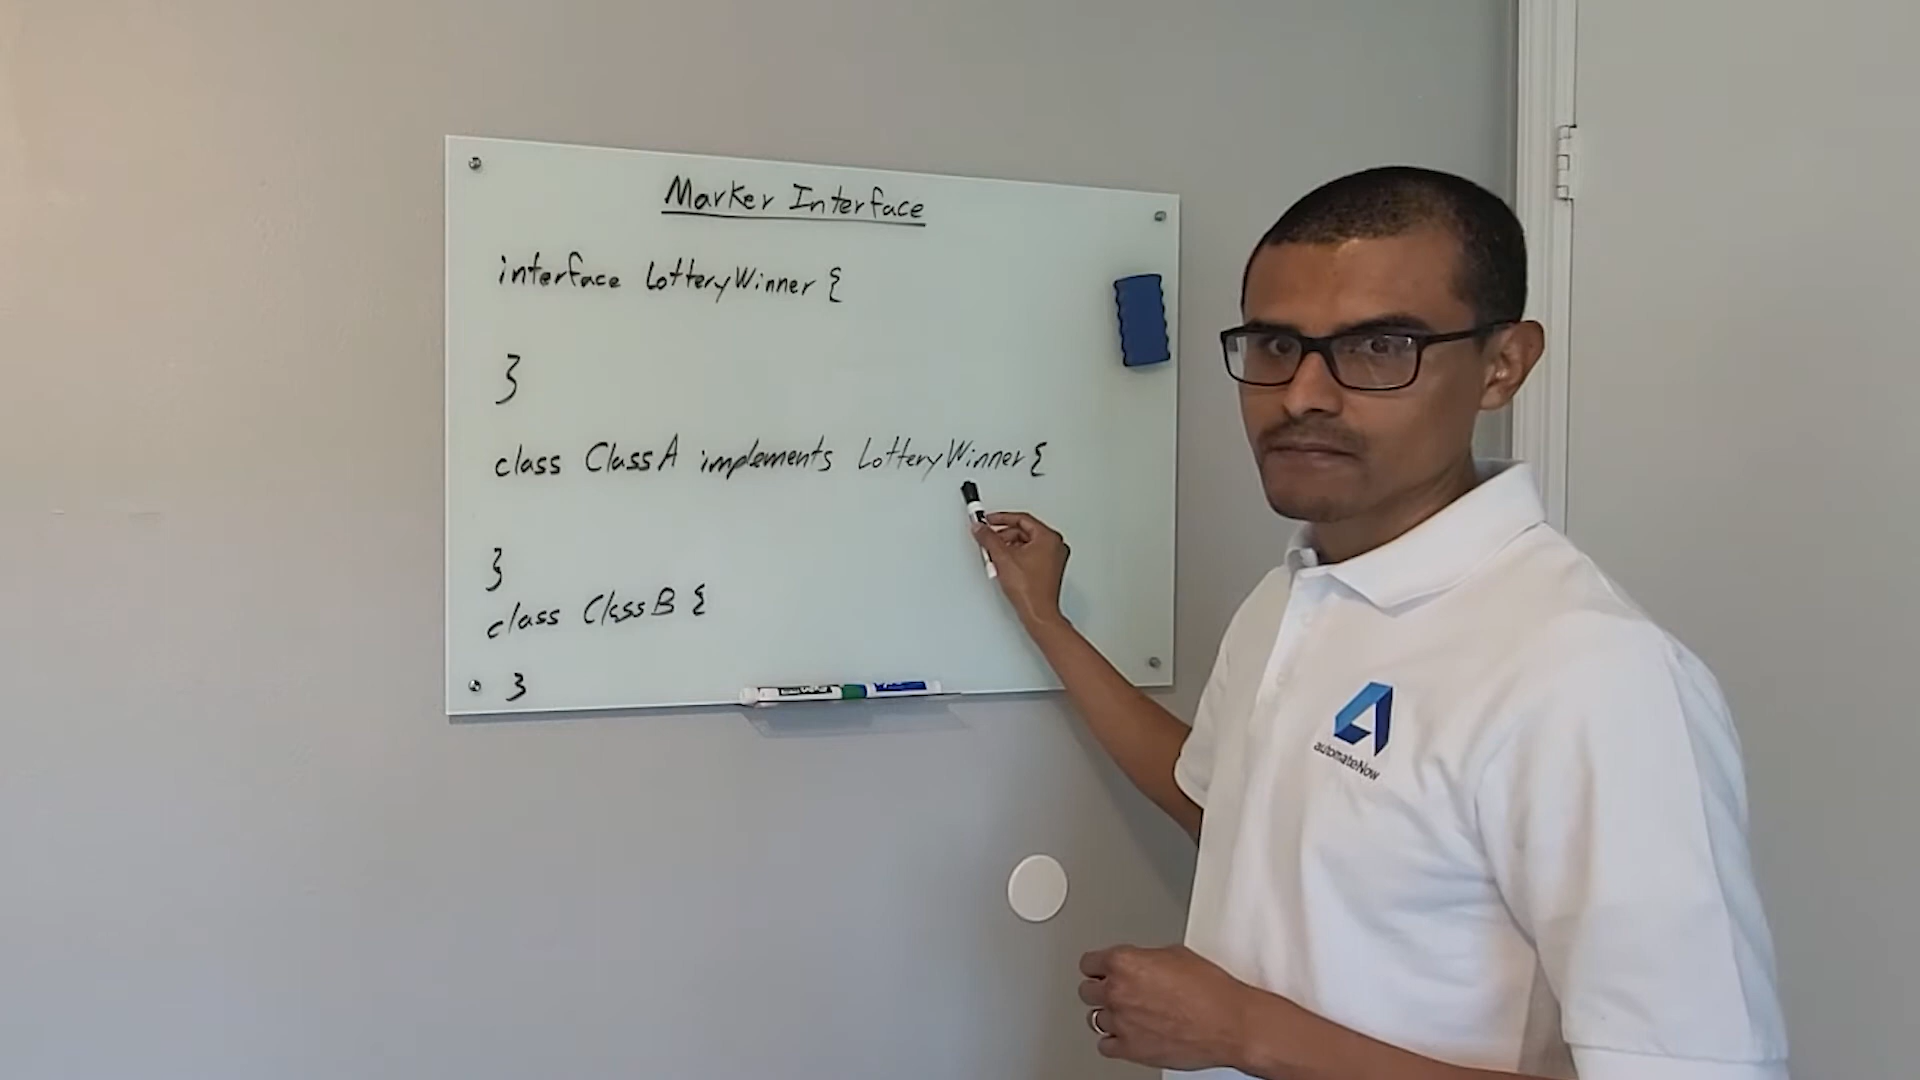 Marker Interface
interface LotteryWinner {
}
class ClassA implements LotteryWinner {
}
class ClassB {
}
automateNow